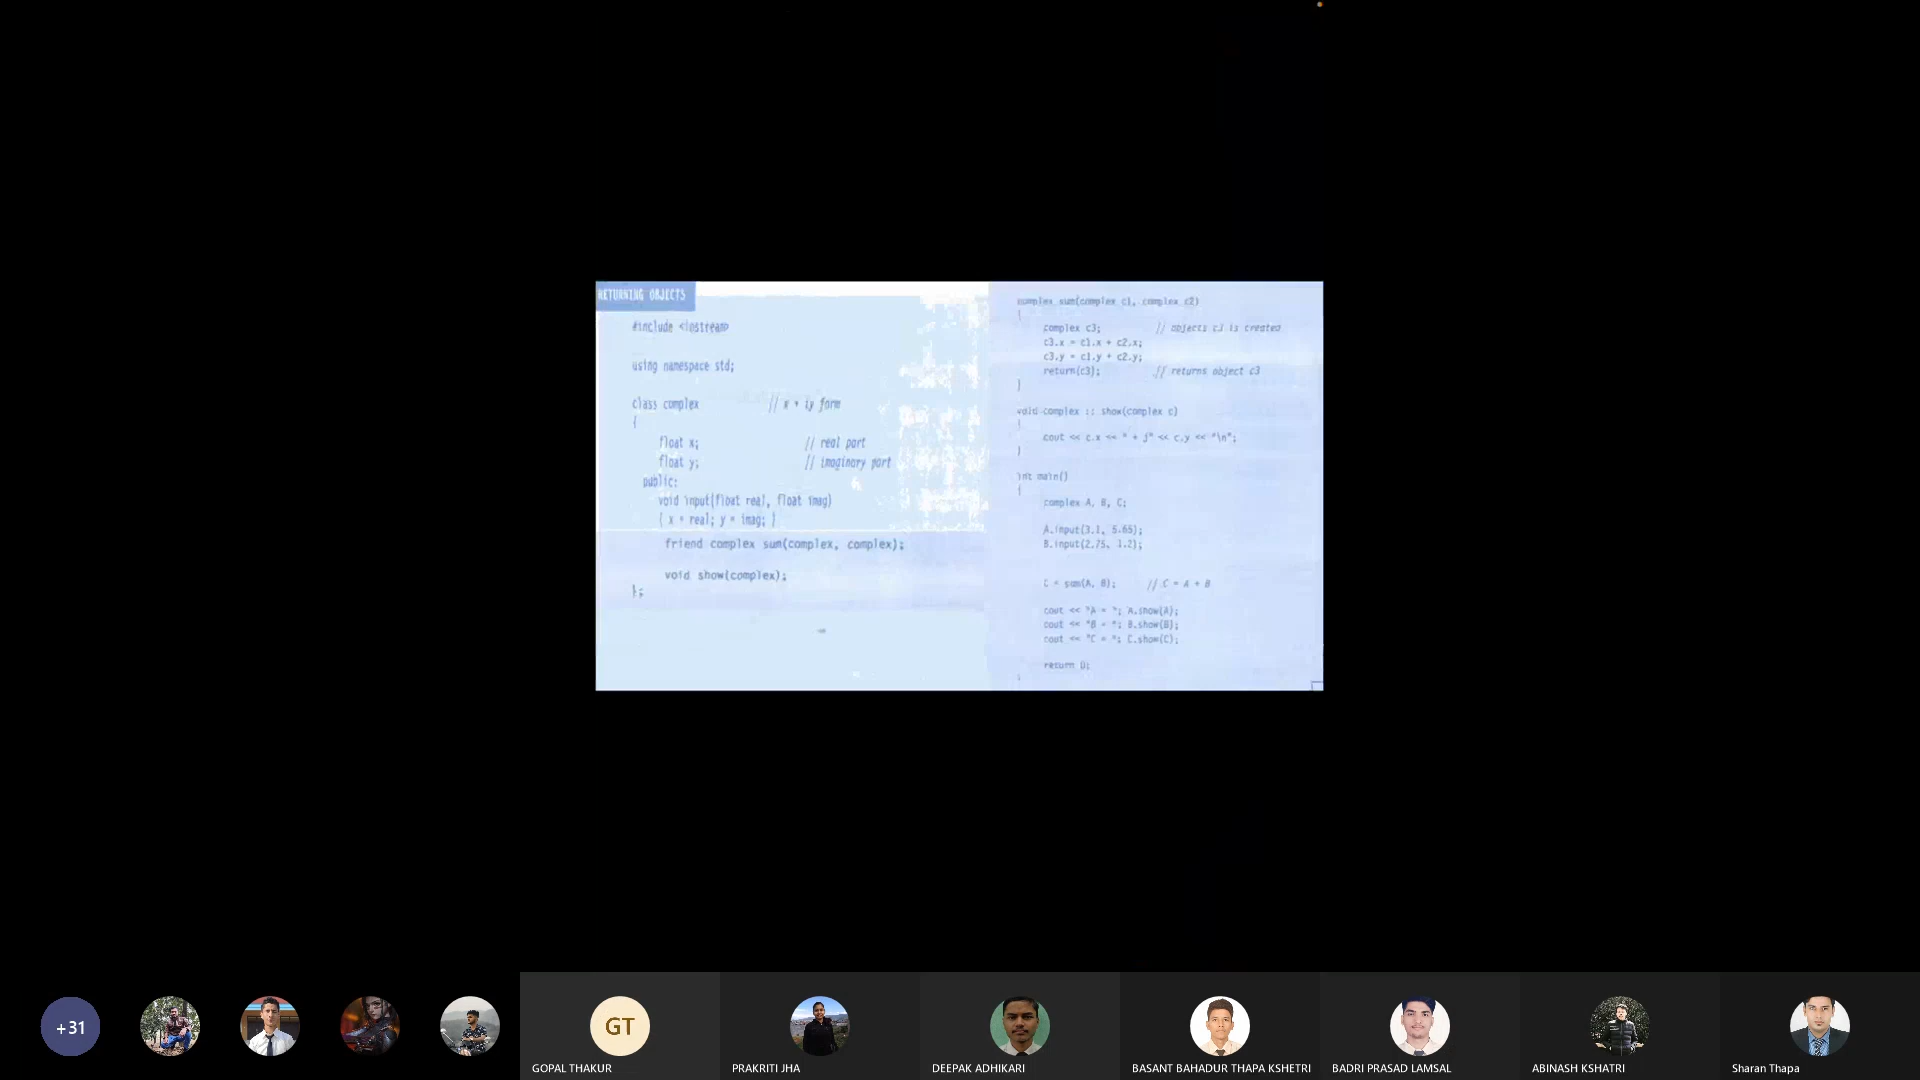 RETURNING OBJECTS
#include <iostream>
using namespace std;
class complex // x + iy form
{
float x; // real part
float y; // imaginary part
public:
void input(float real, float imag)
{ x = real; y = imag; }
friend complex sum(complex, complex);
void show(complex);
};
complex sum(complex c1, complex c2)
{
complex c3; // objects c3 is created
c3.x = c1.x + c2.x;
c3.y = c1.y + c2.y;
return(c3); // returns object c3
}
void complex :: show(complex c)
{
cout << c.x << " + j" << c.y << "\n";
}
int main()
{
complex A, B, C;
A.input(3.1, 5.65);
B.input(2.75, 1.2);
C = sum(A, B); // C = A + B
cout << "A = "; A.show(A);
cout << "B = "; B.show(B);
cout << "C = "; C.show(C);
return 0;
}
+31
GT
GOPAL THAKUR
PRAKRITI JHA
DEEPAK ADHIKARI
BASANT BAHADUR THAPA KSHETRI
BADRI PRASAD LAMSAL
ABINASH KSHATRI
Sharan Thapa